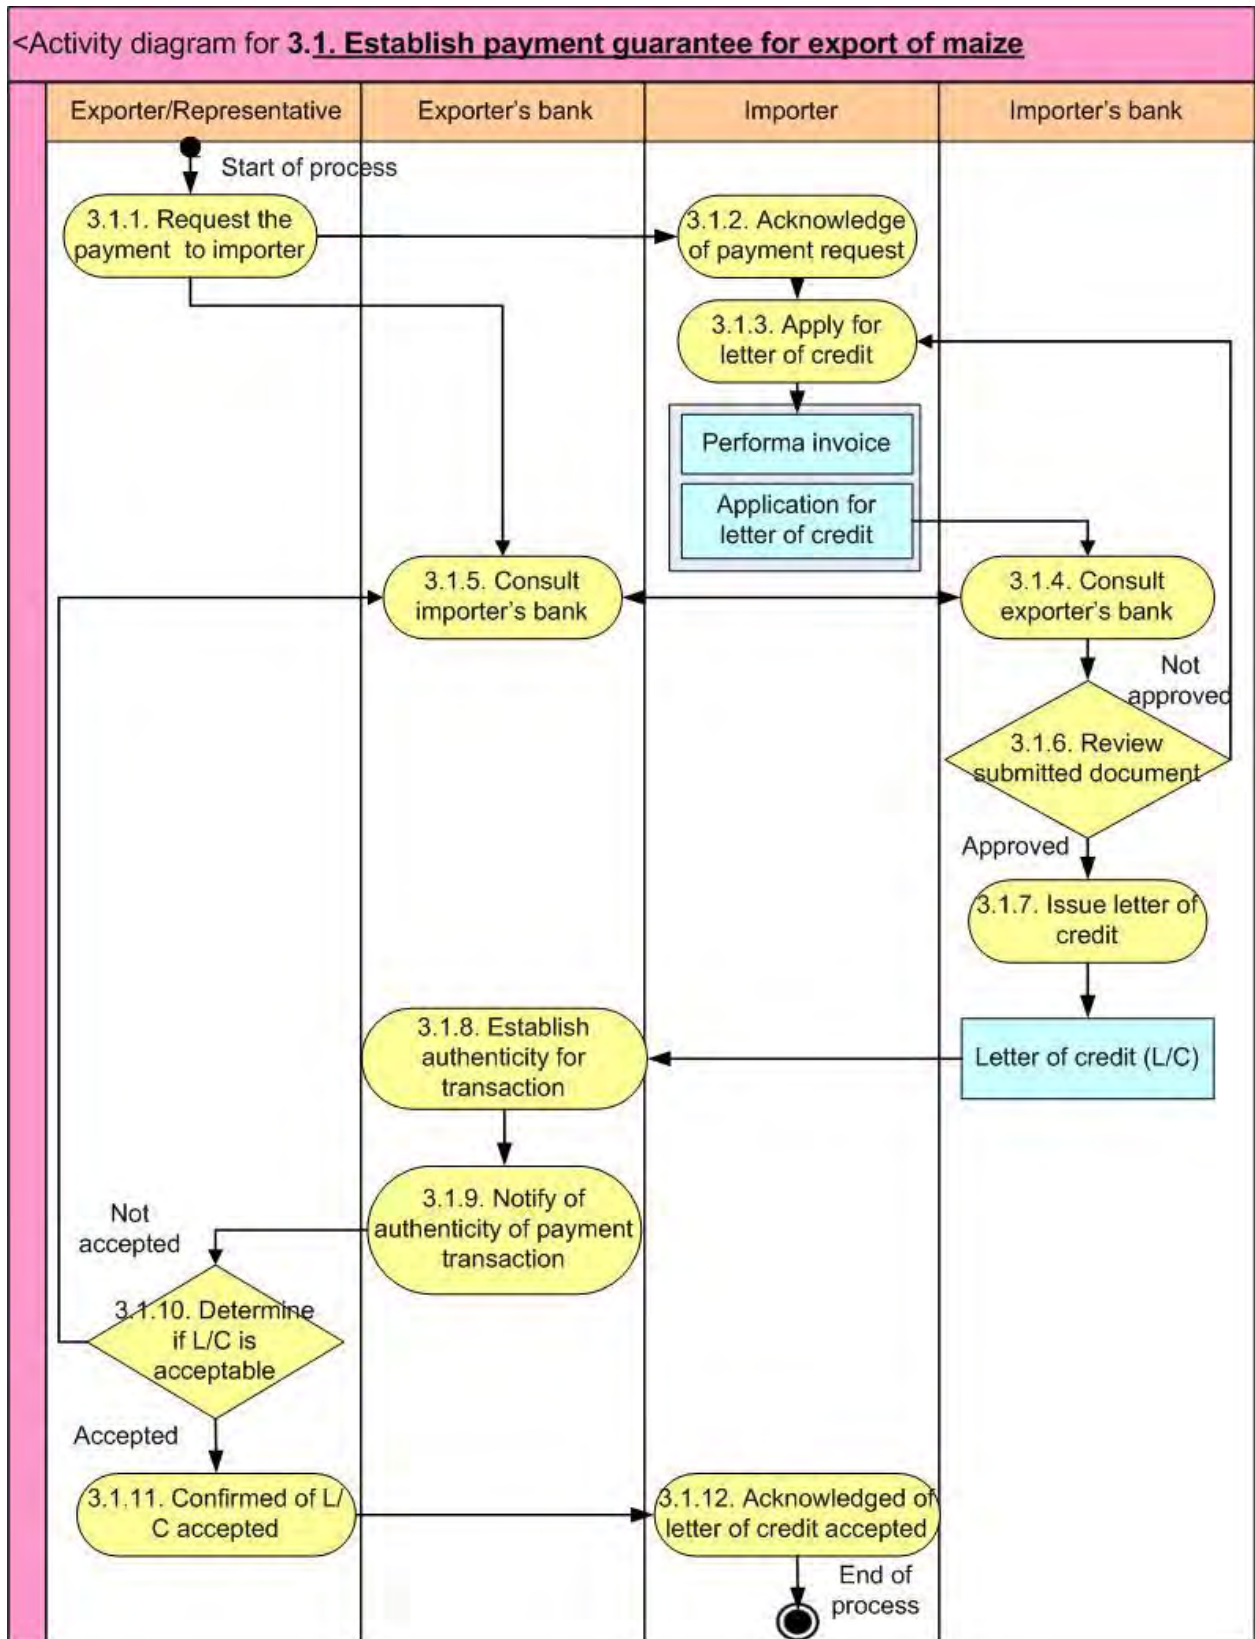 <Activity diagram for 3.1. Establish payment guarantee for export of maize
Exporter/Representative
Exporter's bank
Importer
Importer's bank
Start of process
3.1.1. Request the
payment to importer
3.1.2. Acknowledge
of payment request
3.1.3. Apply for
letter of credit
Performa invoice
Application for
letter of credit
3.1.5. Consult
importer's bank
3.1.4. Consult
exporter's bank
Not
approved
3.1.6. Review
submitted document
Approved
3.1.7. Issue letter of
credit
3.1.8. Establish
authenticity for
transaction
Letter of credit (L/C)
3.1.9. Notify of
authenticity of payment
transaction
Not
accepted
3.1.10. Determine
if L/C is
acceptable
Accepted
3.1.11. Confirmed of L/
C accepted
3.1.12. Acknowledged of
letter of credit accepted
End of
process